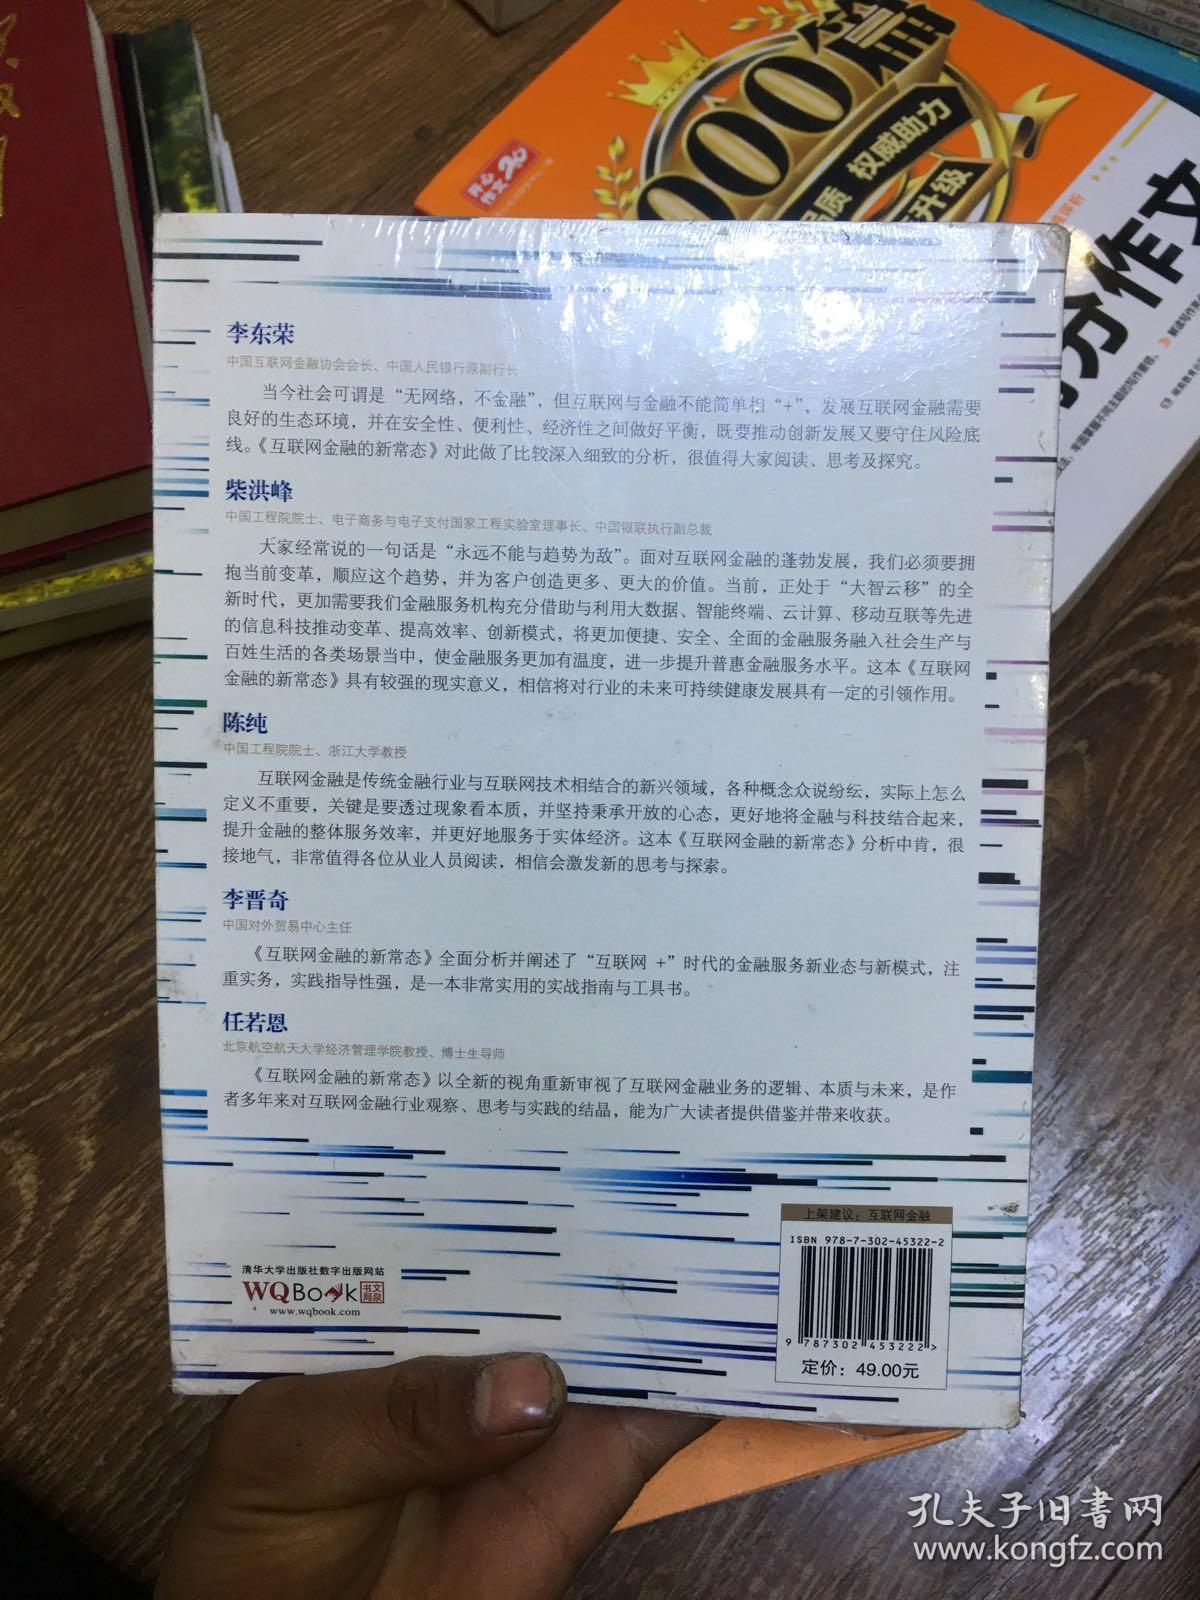 000篇
开心作文
20
品质 权威助力
升级
分作文
李东荣
中国互联网金融协会会长、中国人民银行原副行长
当今社会可谓是“无网络，不金融”，但互联网与金融不能简单相“+”，发展互联网金融需要
良好的生态环境，并在安全性、便利性、经济性之间做好平衡，既要推动创新发展又要守住风险底
线。《互联网金融的新常态》对此做了比较深入细致的分析，很值得大家阅读、思考及探究。
柴洪峰
中国工程院院士、电子商务与电子支付国家工程实验室理事长、中国银联执行副总裁
大家经常说的一句话是“永远不能与趋势为敌”。面对互联网金融的蓬勃发展，我们必须要拥
抱当前变革，顺应这个趋势，并为客户创造更多、更大的价值。当前，正处于“大智云移”的全
新时代，更加需要我们金融服务机构充分借助与利用大数据、智能终端、云计算、移动互联等先进
的信息科技推动变革、提高效率、创新模式，将更加便捷、安全、全面的金融服务融入社会生产与
百姓生活的各类场景当中，使金融服务更加有温度，进一步提升普惠金融服务水平。这本《互联网
金融的新常态》具有较强的现实意义，相信将对行业的未来可持续健康发展具有一定的引领作用。
陈纯
中国工程院院士、浙江大学教授
互联网金融是传统金融行业与互联网技术相结合的新兴领域，各种概念众说纷纭，实际上怎么
定义不重要，关键是要透过现象看本质，并坚持秉承开放的心态，更好地将金融与科技结合起来，
提升金融的整体服务效率，并更好地服务于实体经济。这本《互联网金融的新常态》分析中肯，很
接地气，非常值得各位从业人员阅读，相信会激发新的思考与探索。
李晋奇
中国对外贸易中心主任
《互联网金融的新常态》全面分析并阐述了“互联网 +”时代的金融服务新业态与新模式，注
重实务，实践指导性强，是一本非常实用的实战指南与工具书。
任若恩
北京航空航天大学经济管理学院教授、博士生导师
《互联网金融的新常态》以全新的视角重新审视了互联网金融业务的逻辑、本质与未来，是作
者多年来对互联网金融行业观察、思考与实践的结晶，能为广大读者提供借鉴并带来收获。
清华大学出版社数字出版网站
WQBook 文泉书局
www.wqbook.com
上架建议：互联网金融
ISBN 978-7-302-45322-2
9 787302 453222 >
定价：49.00元
孔夫子旧书网
www.kongfz.com